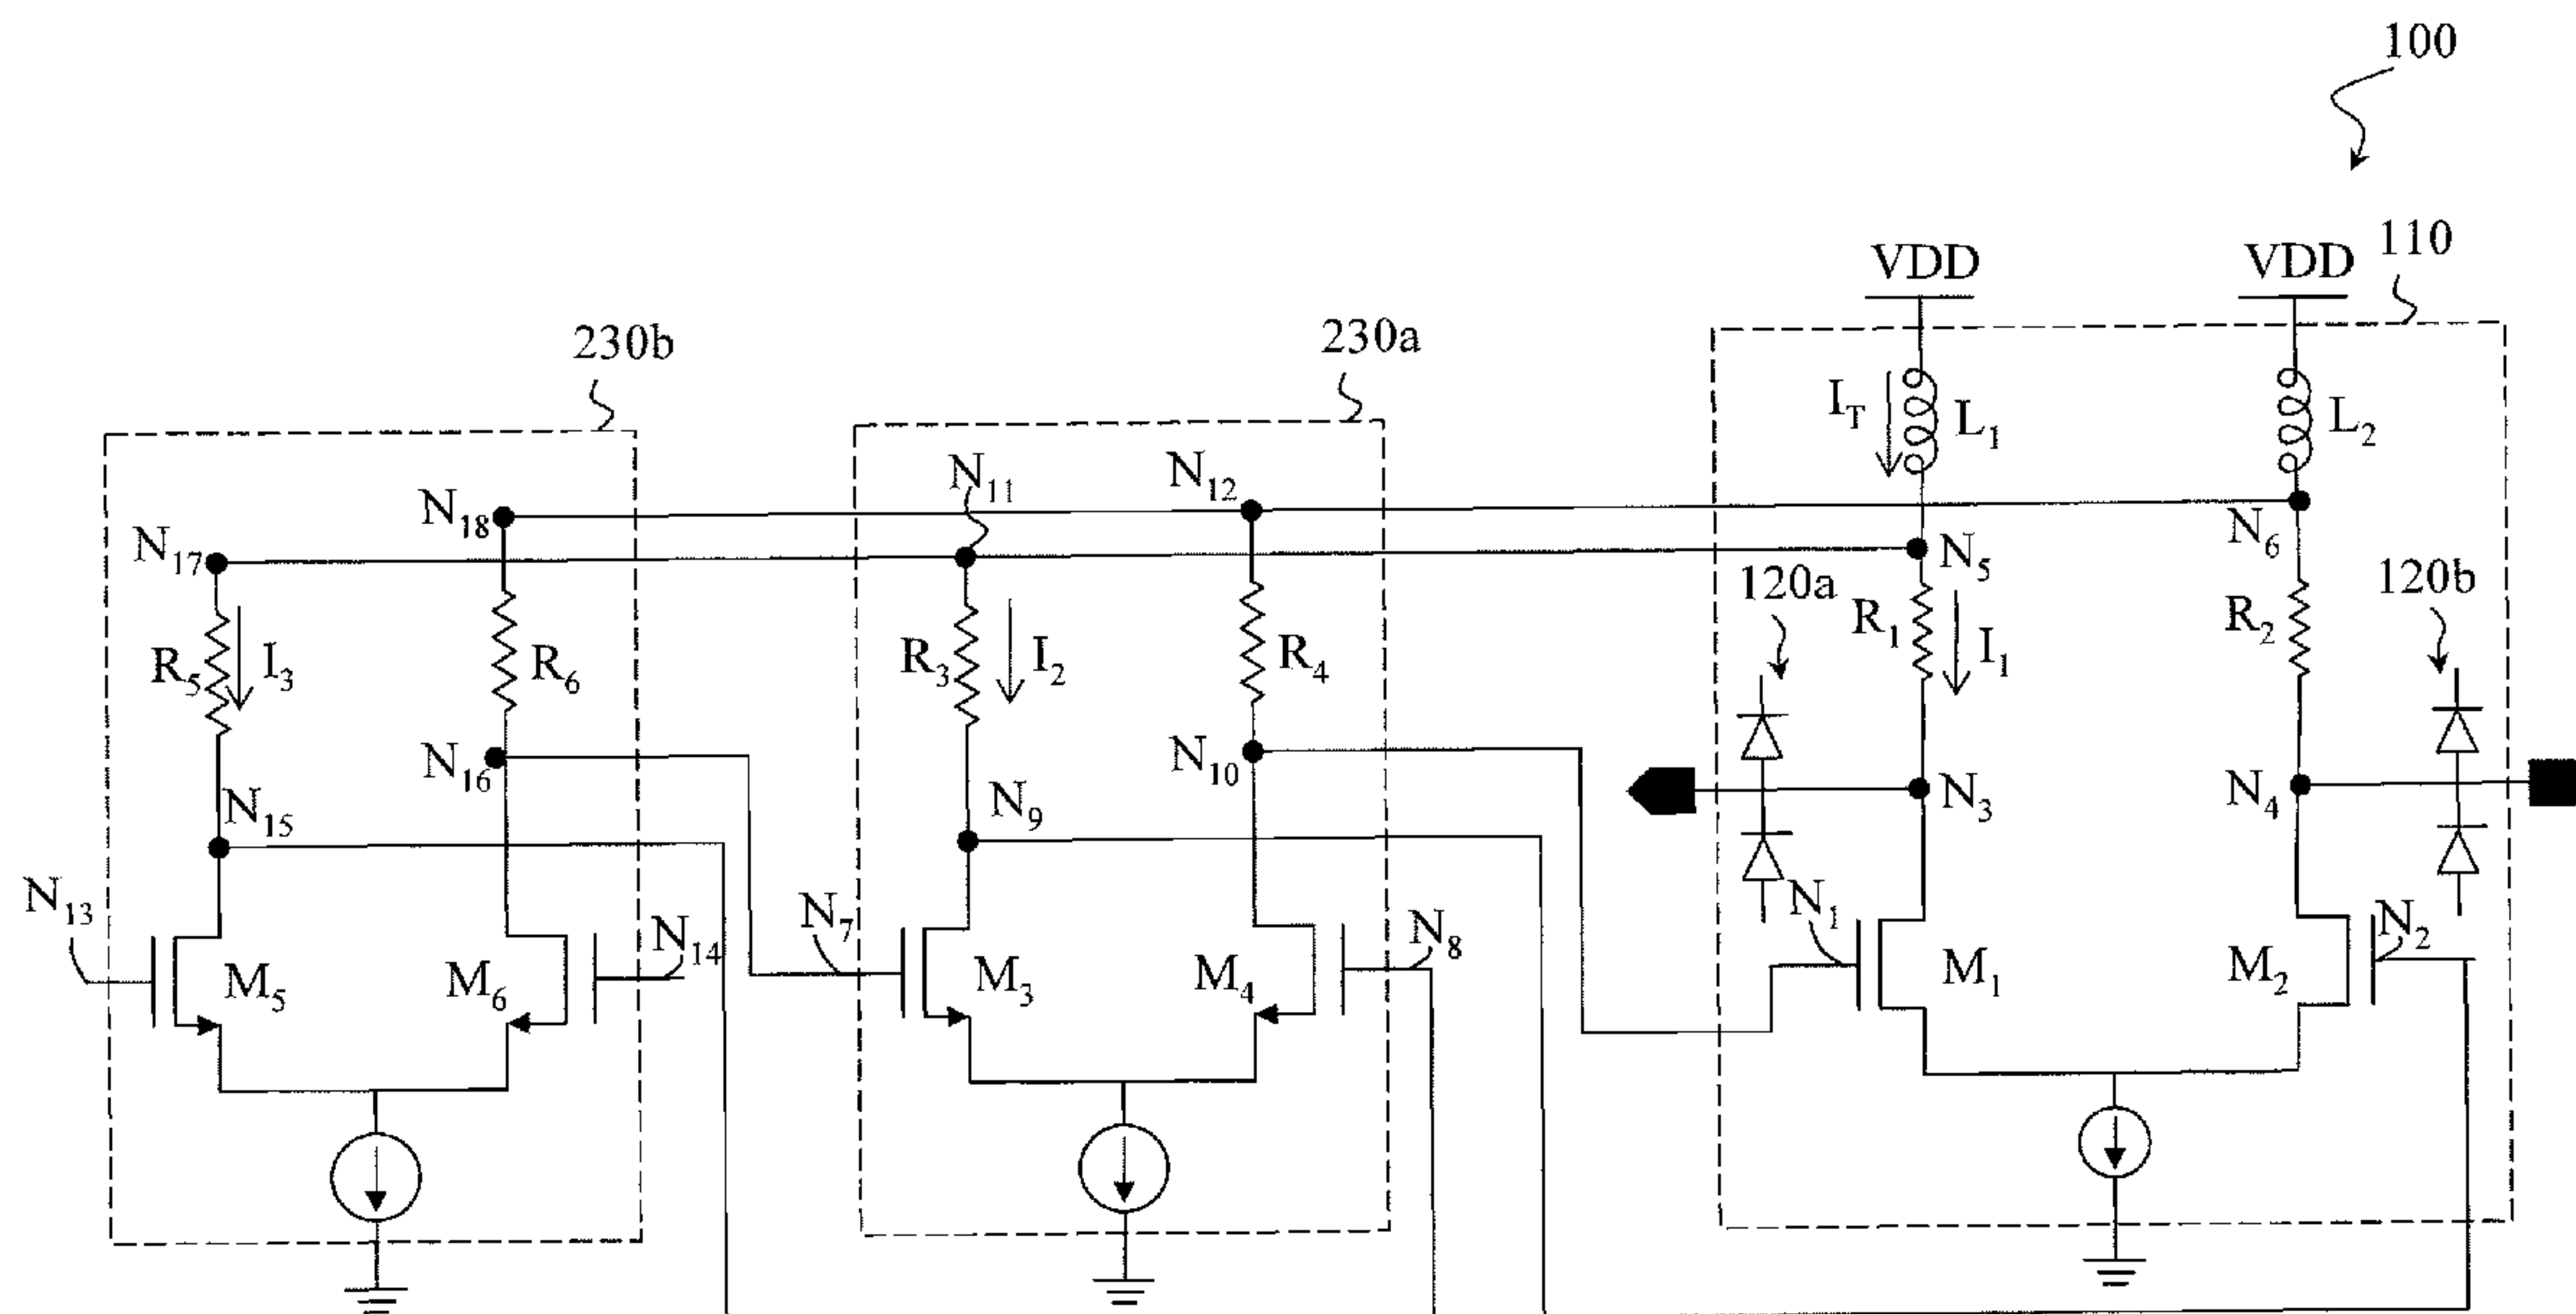 100
VDD
VDD
110
230b
230a
I_T
L_1
L_2
N_11
N_12
N_18
N_17
N_5
N_6
120a
120b
R_5
I_3
R_6
R_3
I_2
R_4
R_1
I_1
R_2
N_16
N_10
N_15
N_9
N_3
N_4
N_13
N_14
N_7
N_8
N_1
N_2
M_5
M_6
M_3
M_4
M_1
M_2